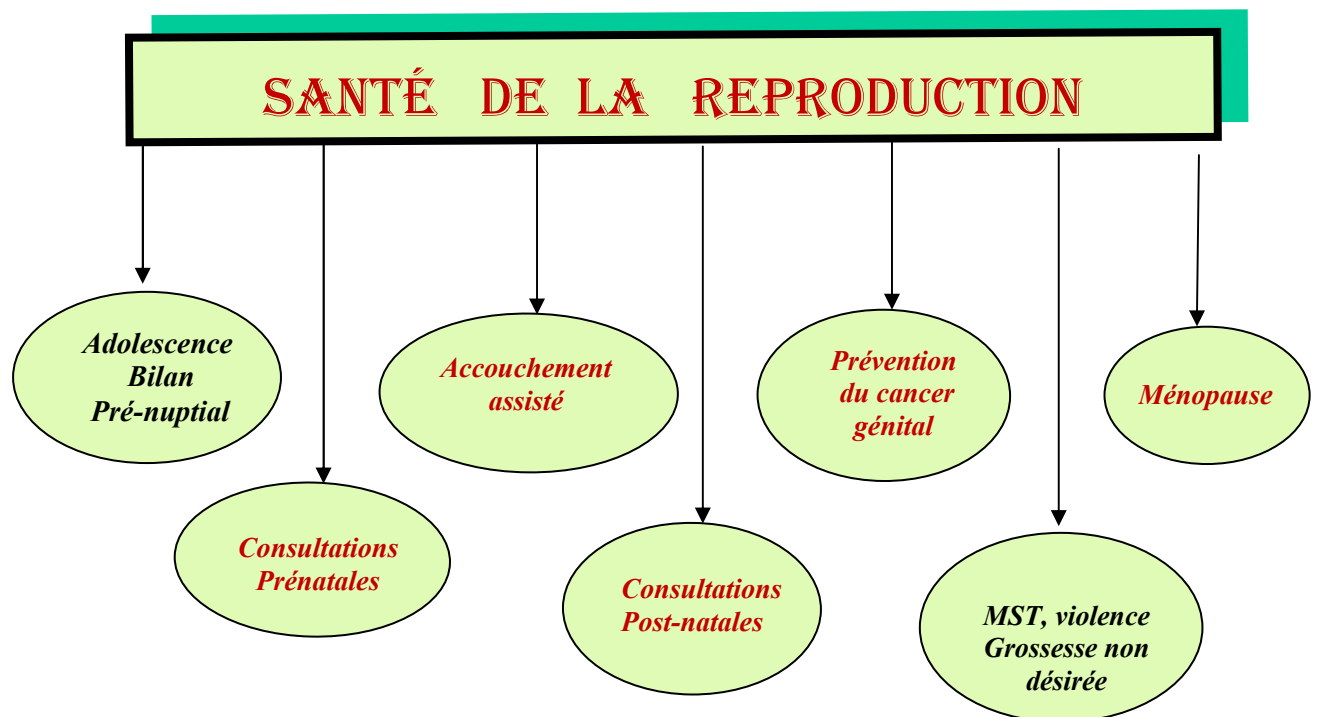 SANTÉ DE LA REPRODUCTION
Adolescence
Bilan
Pré-nuptial
Consultations
Prénatales
Accouchement
assisté
Consultations
Post-natales
Prévention
du cancer
génital
MST, violence
Grossesse non
désirée
Ménopause